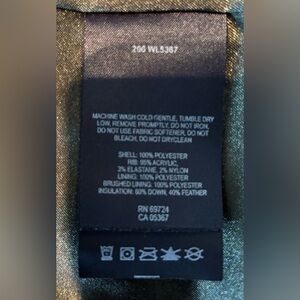 200 WL5367
MACHINE WASH COLD GENTLE, TUMBLE DRY
LOW, REMOVE PROMPTLY, DO NOT IRON,
DO NOT USE FABRIC SOFTENER, DO NOT
BLEACH, DO NOT DRYCLEAN
SHELL: 100% POLYESTER
RIB: 95% ACRYLIC,
3% ELASTANE, 2% NYLON
LINING: 100% POLYESTER
BRUSHED LINING: 100% POLYESTER
INSULATION: 60% DOWN, 40% FEATHER
RN 69724
CA 05367